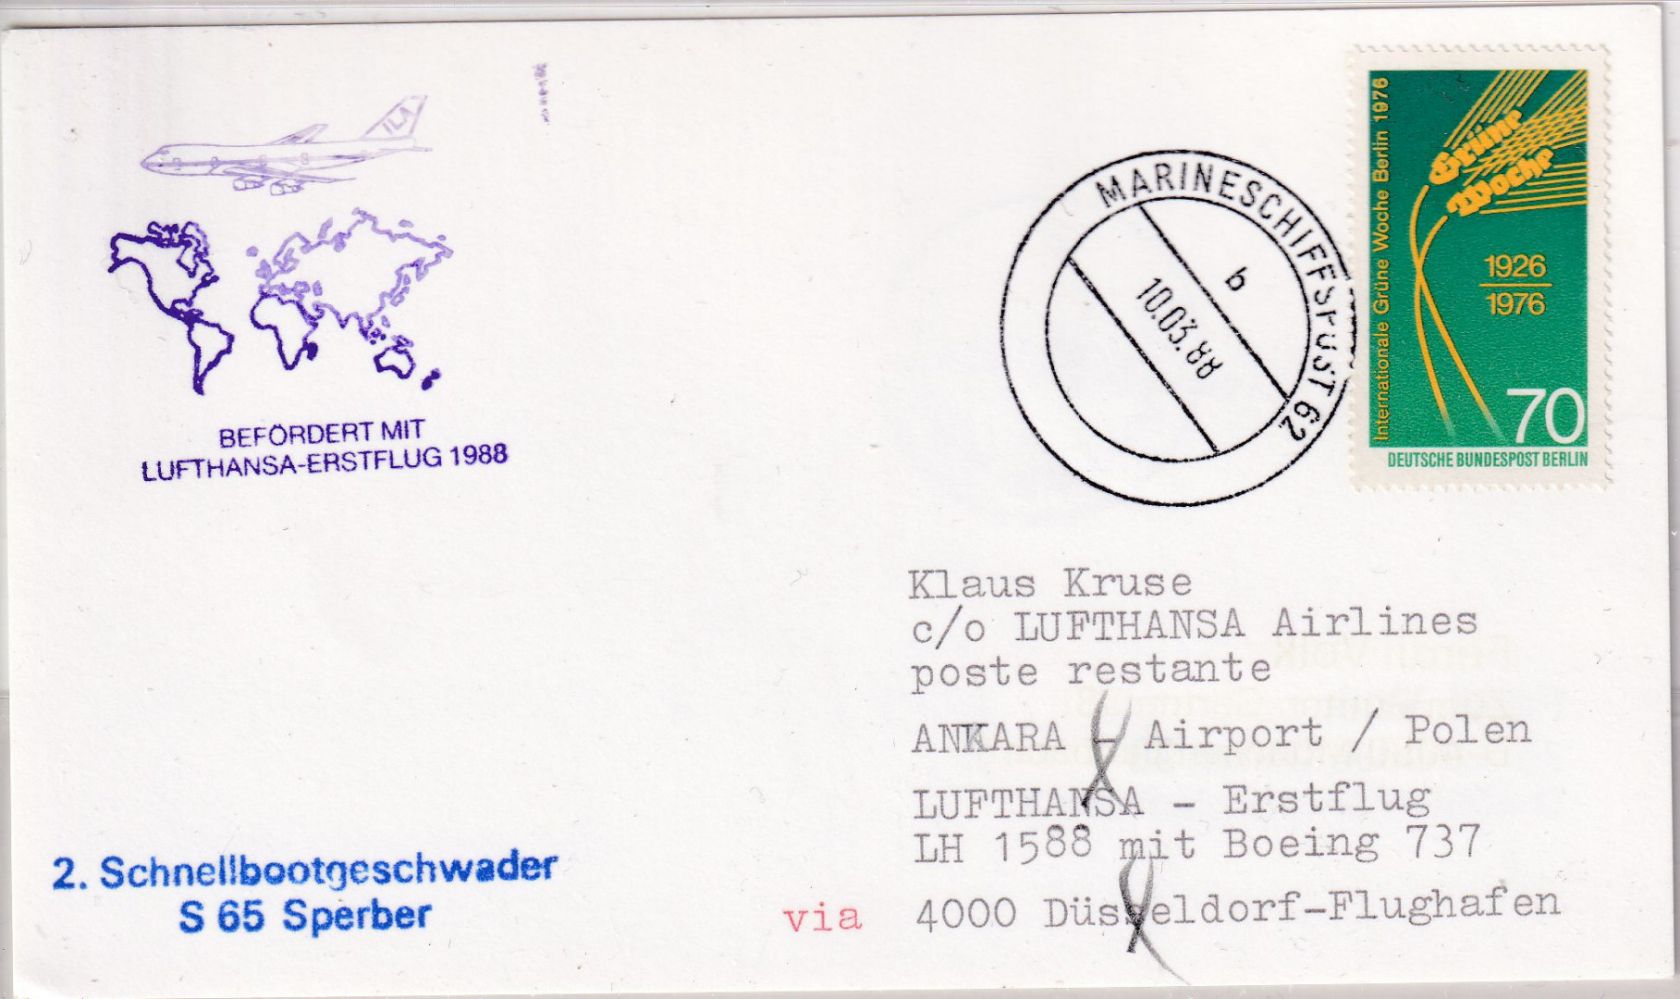 ILA
BEFÖRDERT MIT
LUFTHANSA-ERSTFLUG 1988
MARINESCHIFFSPOST 62
b
10.03.88
Internationale Grüne Woche Berlin 1976
Grüne
Woche
1926
1976
70
DEUTSCHE BUNDESPOST BERLIN
Klaus Kruse
c/o LUFTHANSA Airlines
poste restante
ANKARA - Airport / Polen
LUFTHANSA - Erstflug
LH 1588 mit Boeing 737
via 4000 Düsseldorf-Flughafen
2. Schnellbootgeschwader
S 65 Sperber